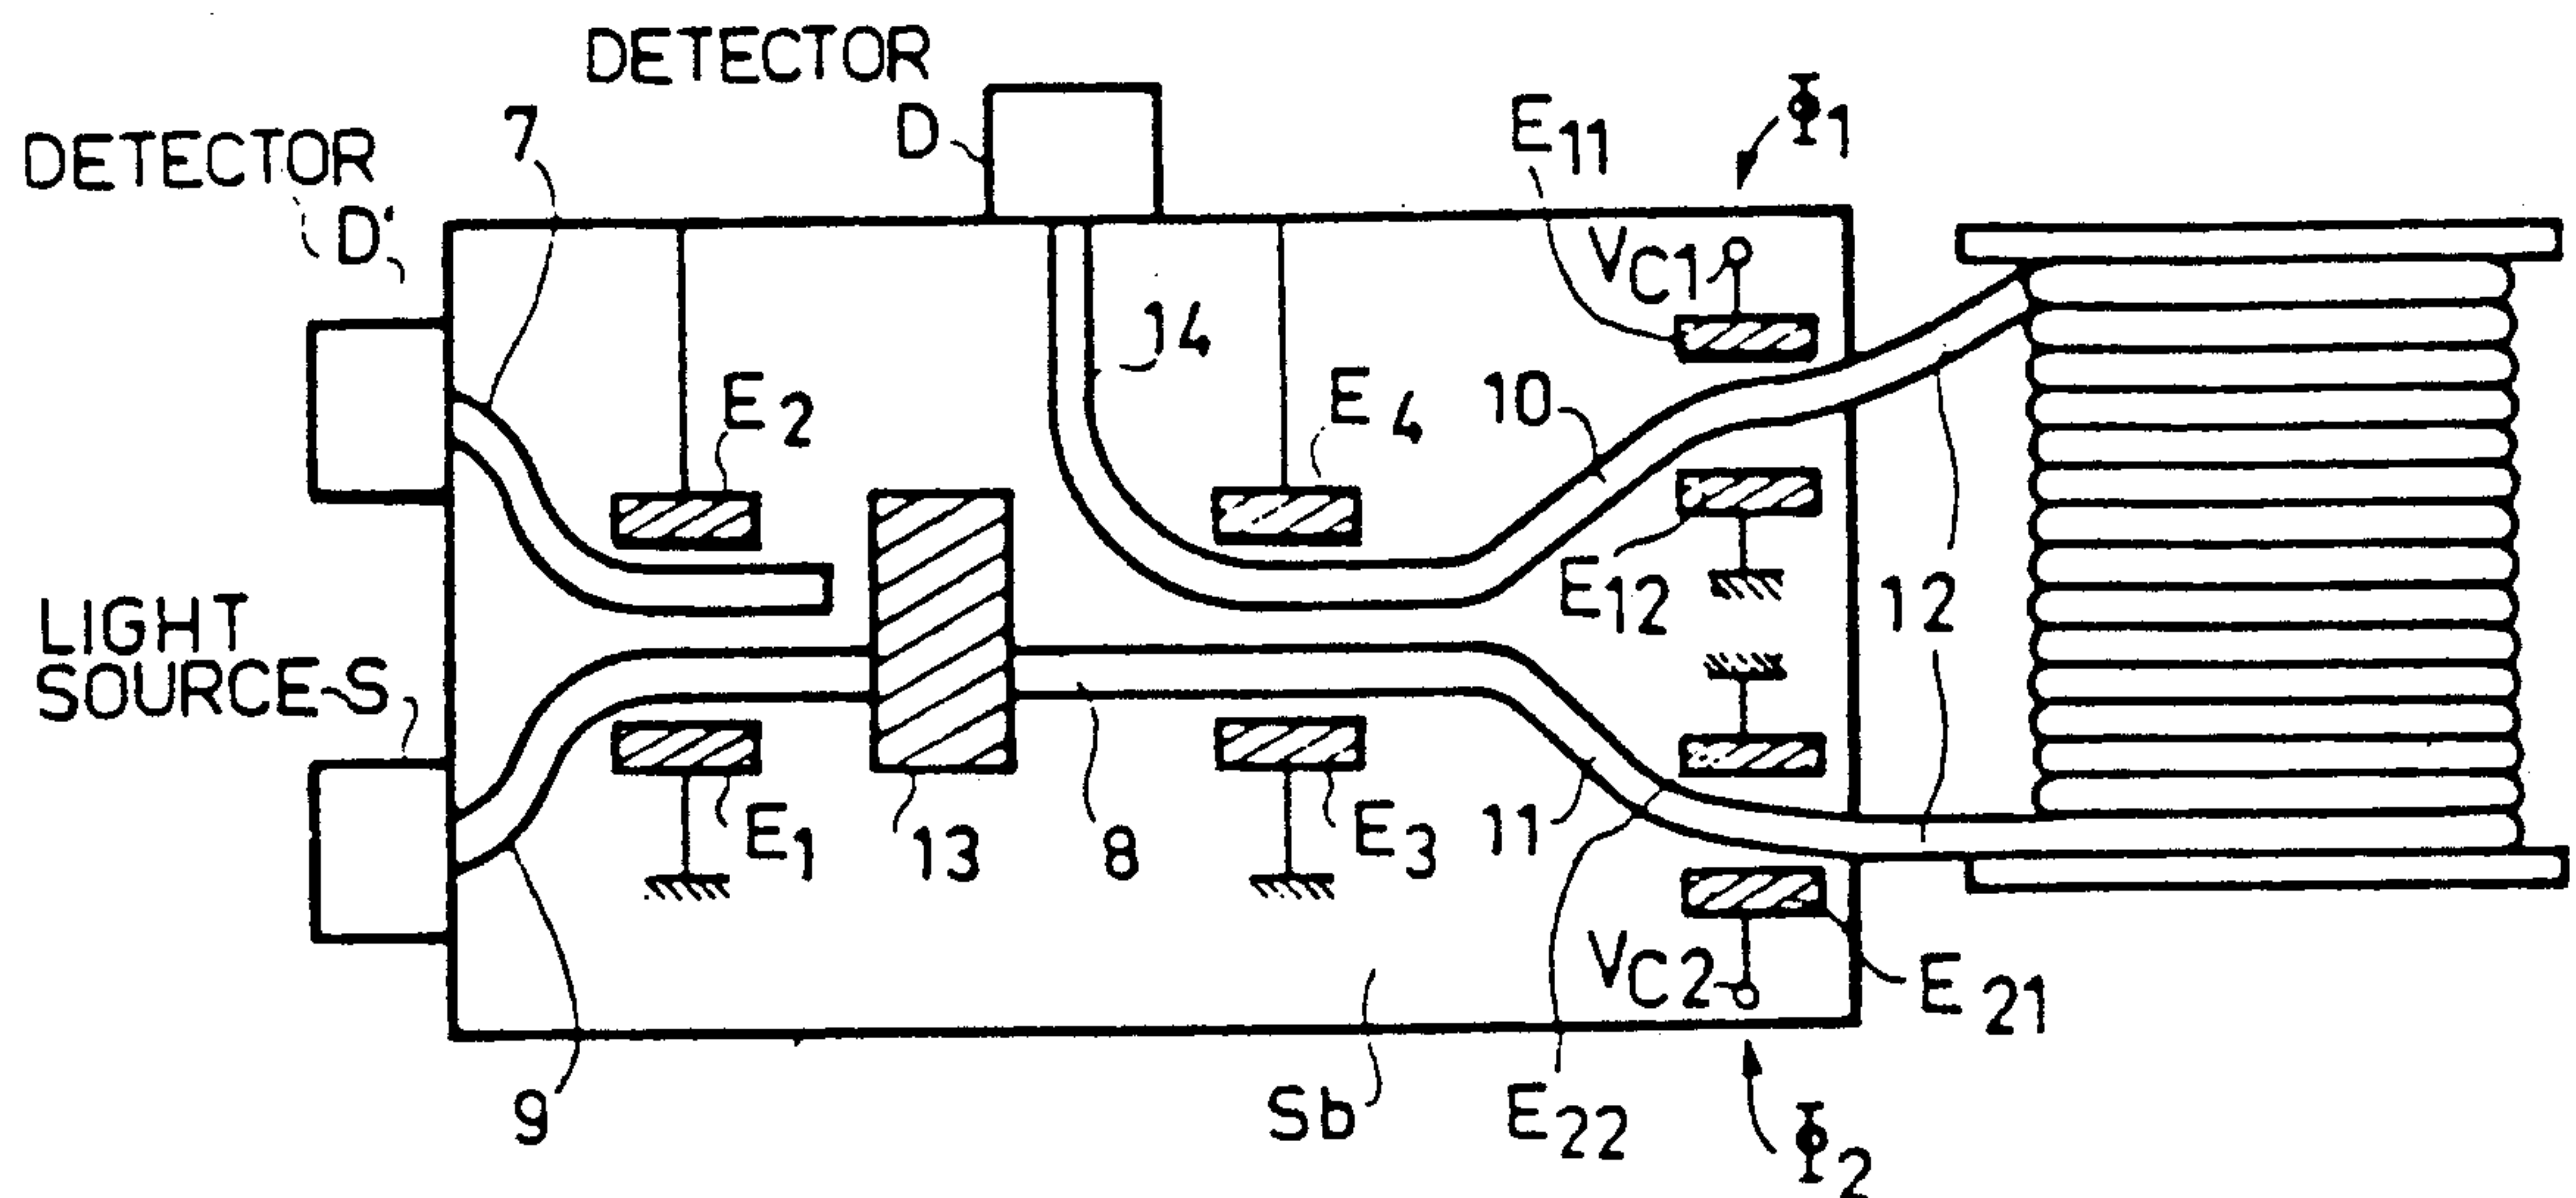 DETECTOR
D
DETECTOR
D'
7
E11
Φ1
VC1
14
E2
E4
10
E12
12
LIGHT
SOURCE S
E1
13
8
E3
11
VC2
E21
9
Sb
E22
Φ2